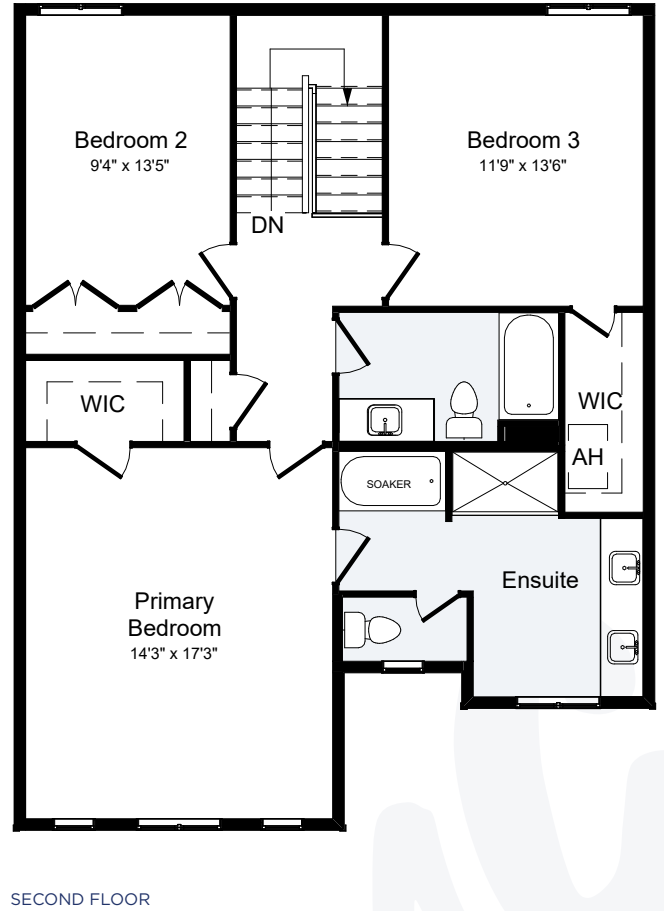 Bedroom 2
9'4" x 13'5"
Bedroom 3
11'9" x 13'6"
DN
WIC
WIC
AH
SOAKER
Ensuite
Primary
Bedroom
14'3" x 17'3"
SECOND FLOOR